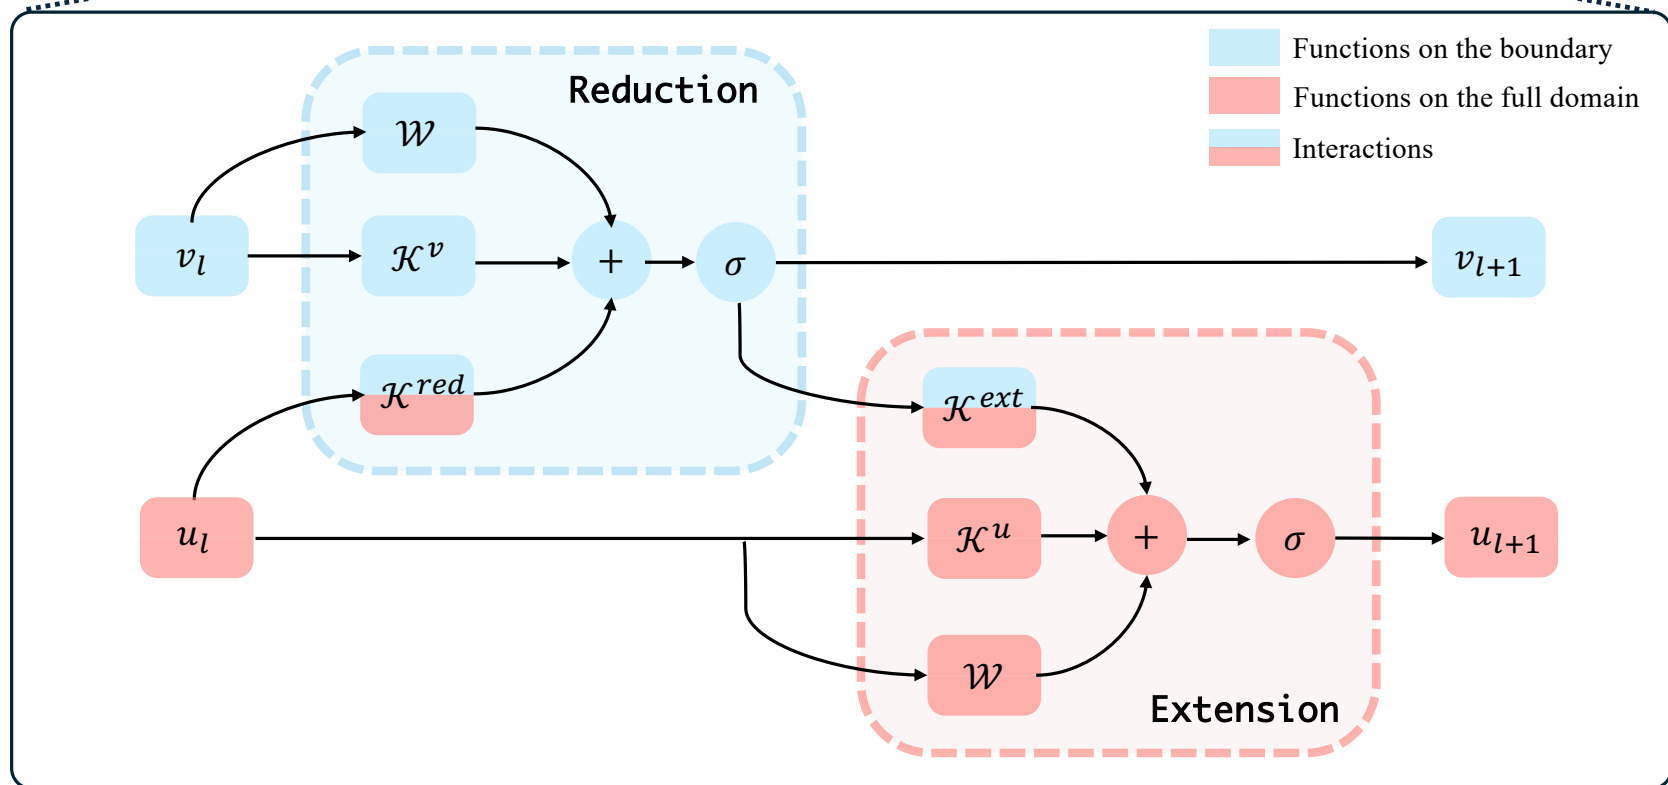 Functions on the boundary
Functions on the full domain
Interactions
Reduction
𝒲
v_l
𝒦^v
+
σ
v_{l+1}
𝒦^{red}
𝒦^{ext}
u_l
𝒦^u
+
σ
u_{l+1}
𝒲
Extension